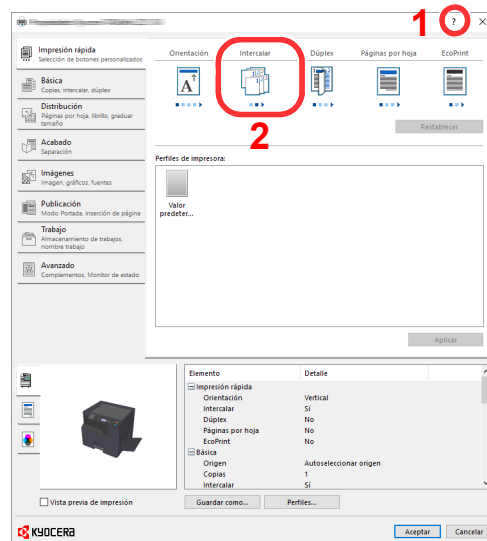 1
?
Impresión rápida
Selección de botones personalizados
Básica
Copias, intercalar, dúplex
Distribución
Páginas por hoja, librillo, graduar
tamaño
Acabado
Separación
Imágenes
Imagen, gráficos, fuentes
Publicación
Modo Portada, inserción de página
Trabajo
Almacenamiento de trabajos,
nombre trabajo
Avanzado
Complementos, Monitor de estado
Orientación Intercalar Dúplex Páginas por hoja EcoPrint
2
Restablecer
Perfiles de impresora:
Valor
predeter...
Aplicar
Elemento Detalle
Impresión rápida
Orientación Vertical
Intercalar Sí
Dúplex No
Páginas por hoja No
EcoPrint No
Básica
Origen Autoseleccionar origen
Copias 1
Intercalar Sí
Vista previa de impresión
Guardar como... Perfiles...
KYOCERA
Aceptar Cancelar